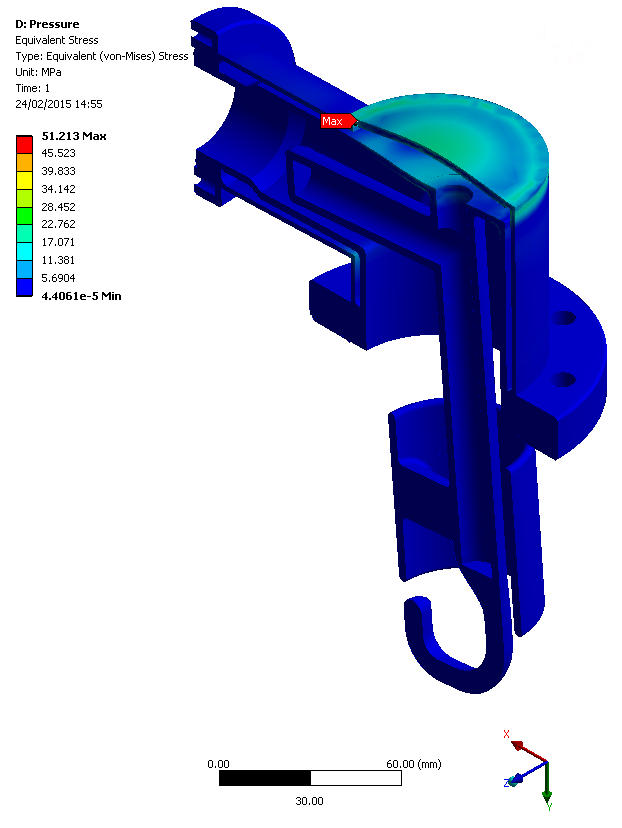 D: Pressure
Equivalent Stress
Type: Equivalent (von-Mises) Stress
Unit: MPa
Time: 1
24/02/2015 14:55
51.213 Max
45.523
39.833
34.142
28.452
22.762
17.071
11.381
5.6904
4.4061e-5 Min
Max
0.00
60.00 (mm)
30.00
X
Z
Y